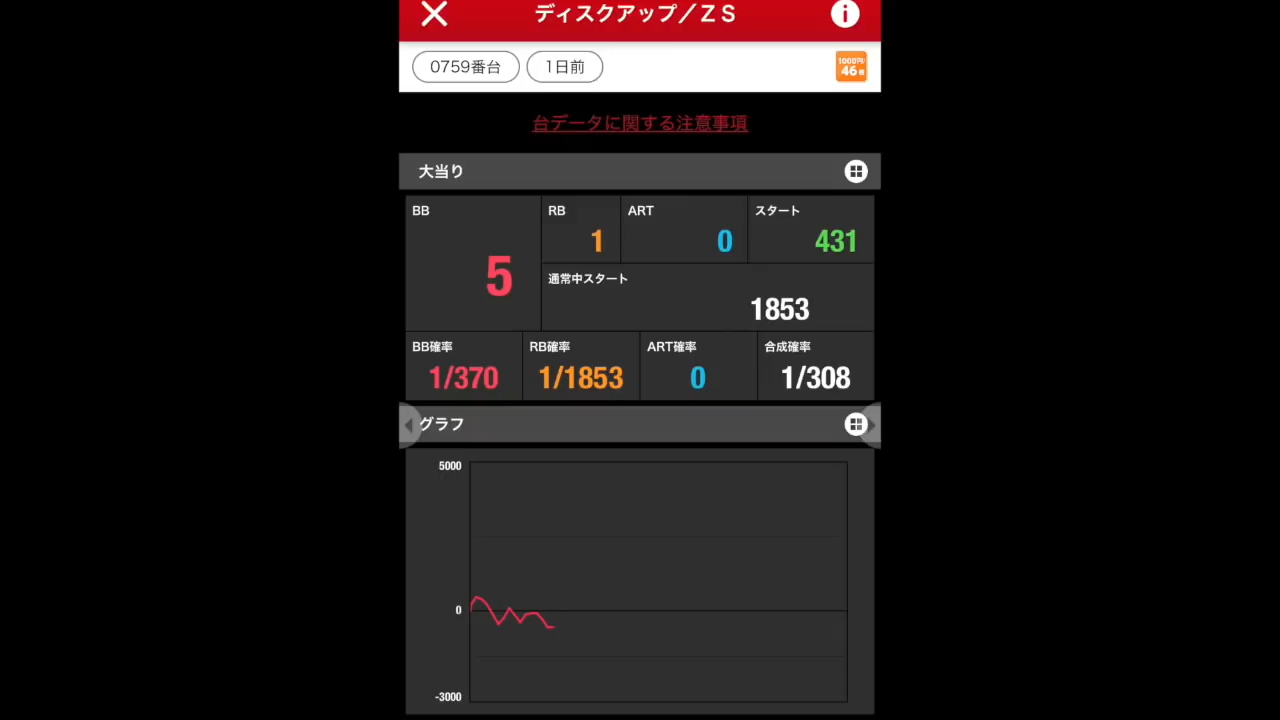 ディスクアップ／ＺＳ
i
0759番台
1日前
1000円/
46枚
台データに関する注意事項
大当り
BB
5
RB
1
ART
0
スタート
431
通常中スタート
1853
BB確率
1/370
RB確率
1/1853
ART確率
0
合成確率
1/308
グラフ
5000
0
-3000